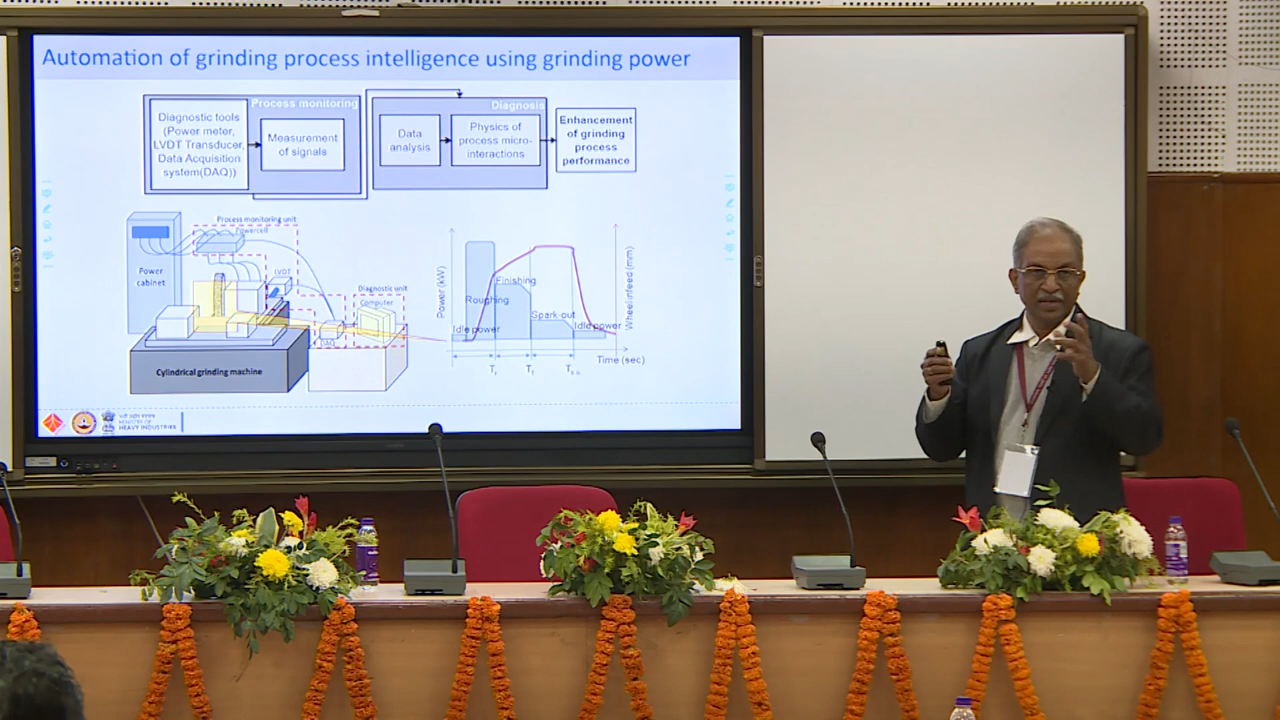 Automation of grinding process intelligence using grinding power
Process monitoring
Diagnostic tools
(Power meter,
LVDT Transducer,
Data Acquisition
system(DAQ))
Measurement
of signals
Diagnosis
Data
analysis
Physics of
process micro-
interactions
Enhancement
of grinding
process
performance
Process monitoring unit
Powercell
Power
cabinet
LVDT
Diagnostic unit
Computer
DAQ
Cylindrical grinding machine
Power (kW)
Idle power
Roughing
Finishing
Spark-out
Idle power
Wheel infeed (mm)
Time (sec)
MINISTRY OF
HEAVY INDUSTRIES